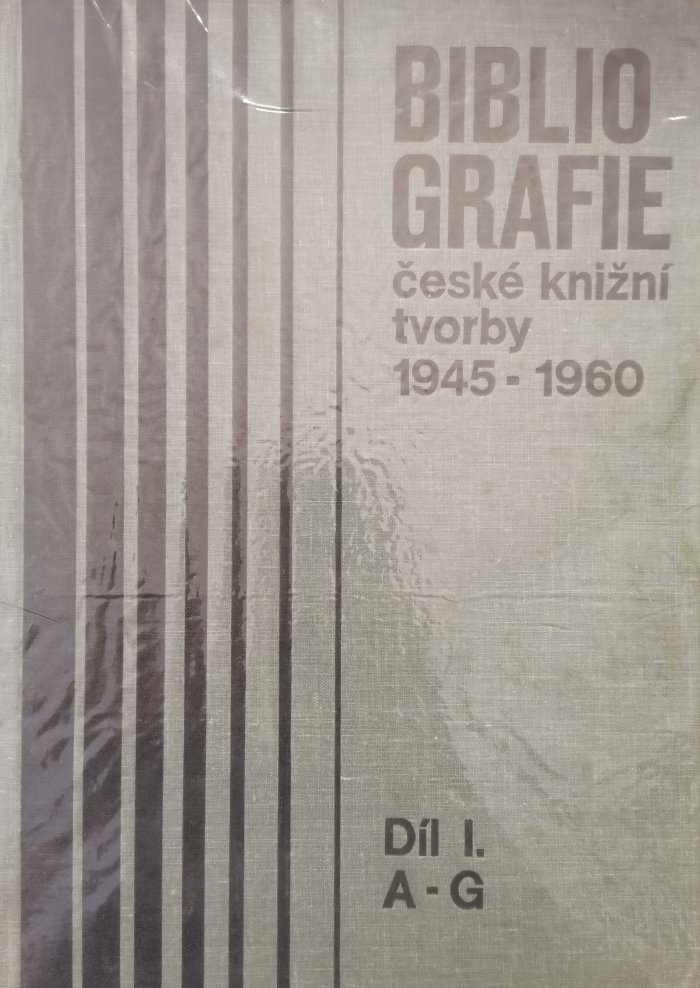 BIBLIO
GRAFIE
české knižní
tvorby
1945 - 1960
Díl I.
A - G